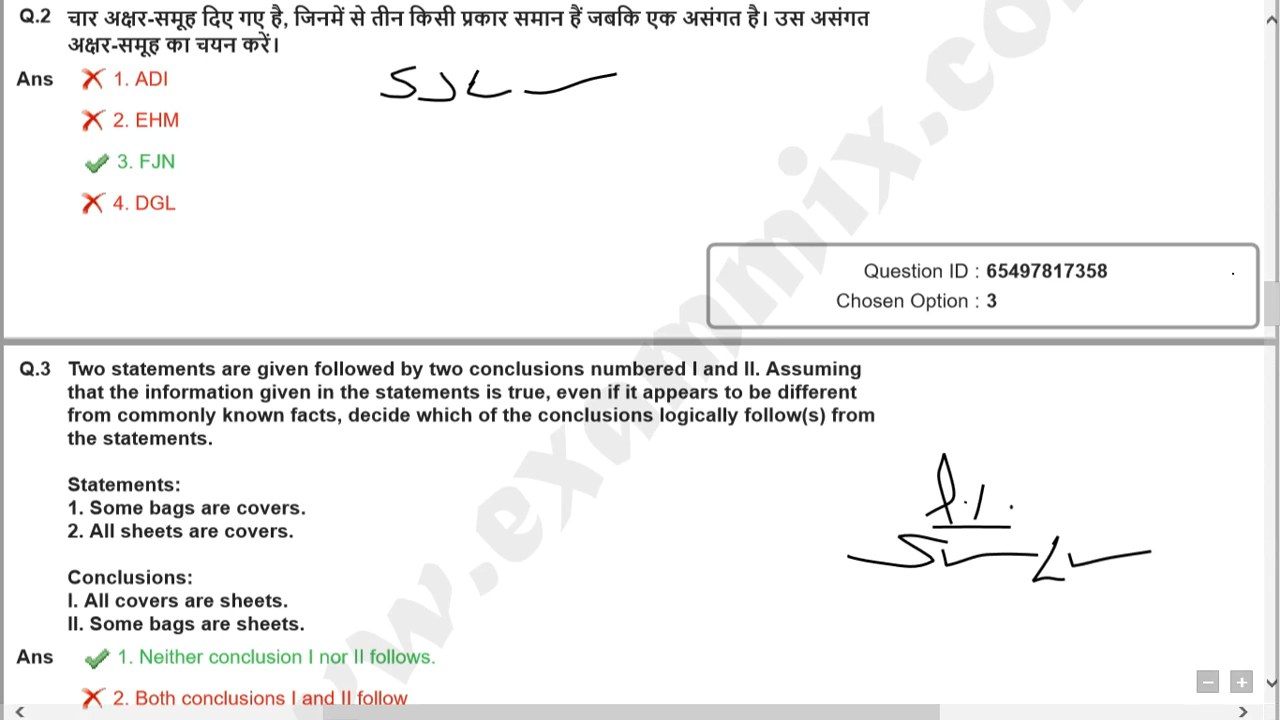 Q.2 चार अक्षर-समूह दिए गए है, जिनमें से तीन किसी प्रकार समान हैं जबकि एक असंगत है। उस असंगत
अक्षर-समूह का चयन करें।
Ans 1. ADI
2. EHM
3. FJN
4. DGL
Question ID : 65497817358
Chosen Option : 3
Q.3 Two statements are given followed by two conclusions numbered I and II. Assuming
that the information given in the statements is true, even if it appears to be different
from commonly known facts, decide which of the conclusions logically follow(s) from
the statements.
Statements:
1. Some bags are covers.
2. All sheets are covers.
Conclusions:
I. All covers are sheets.
II. Some bags are sheets.
Ans 1. Neither conclusion I nor II follows.
2. Both conclusions I and II follow